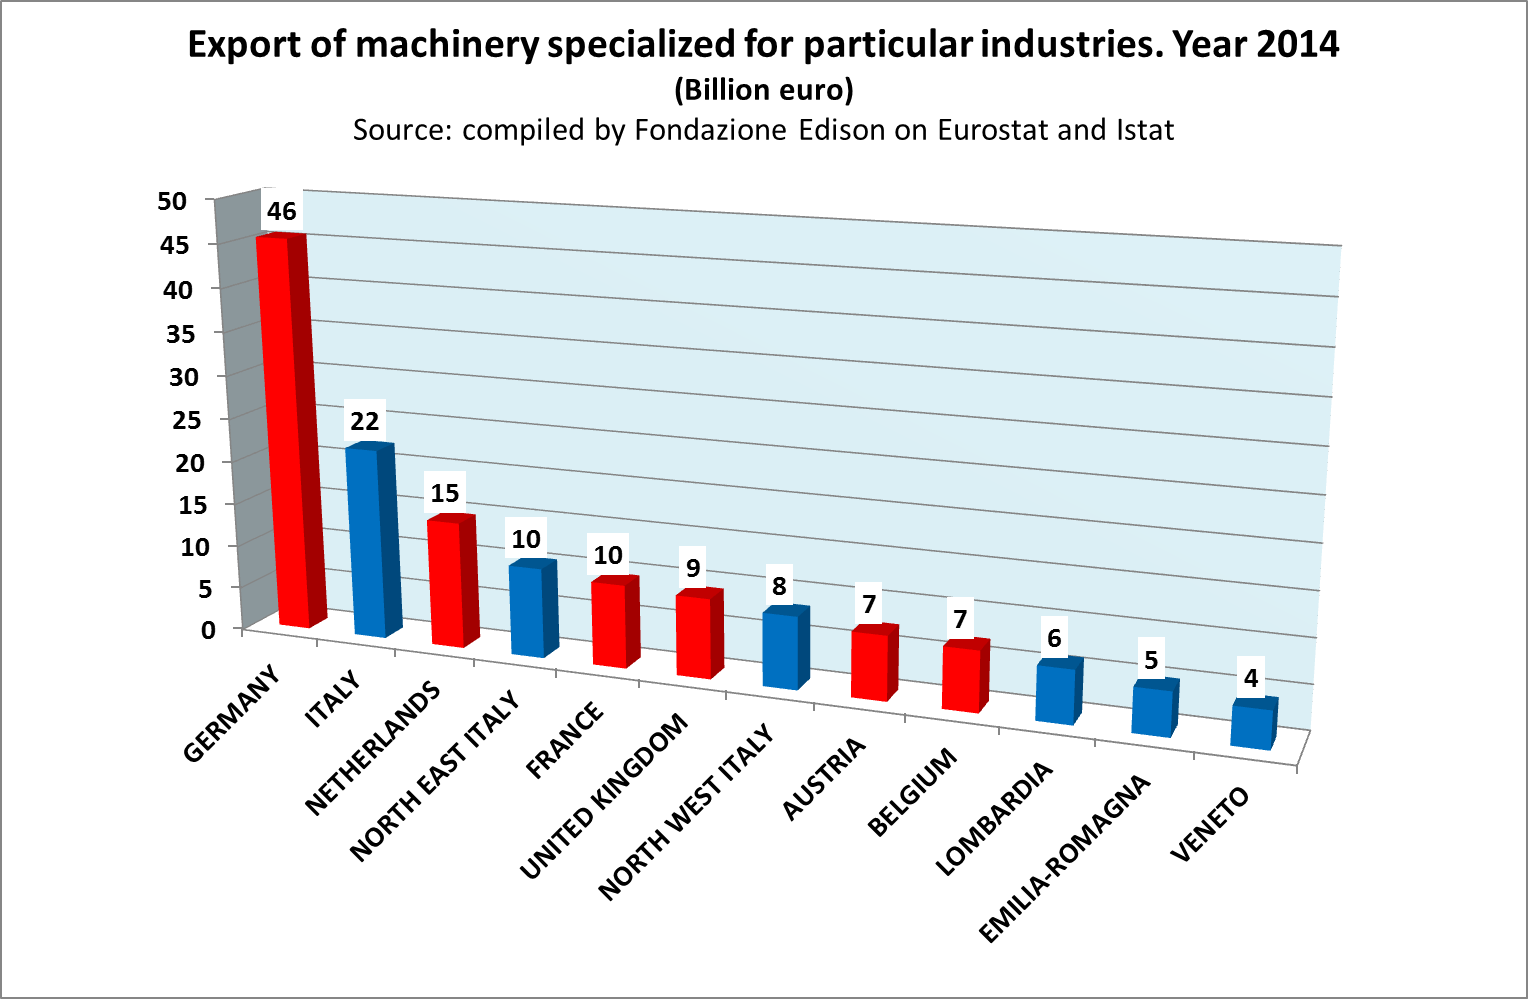 Export of machinery specialized for particular industries. Year 2014
(Billion euro)
Source: compiled by Fondazione Edison on Eurostat and Istat
50
45
40
35
30
25
20
15
10
5
0
46
22
15
10
10
9
8
7
7
6
5
4
GERMANY
ITALY
NETHERLANDS
NORTH EAST ITALY
FRANCE
UNITED KINGDOM
NORTH WEST ITALY
AUSTRIA
BELGIUM
LOMBARDIA
EMILIA-ROMAGNA
VENETO